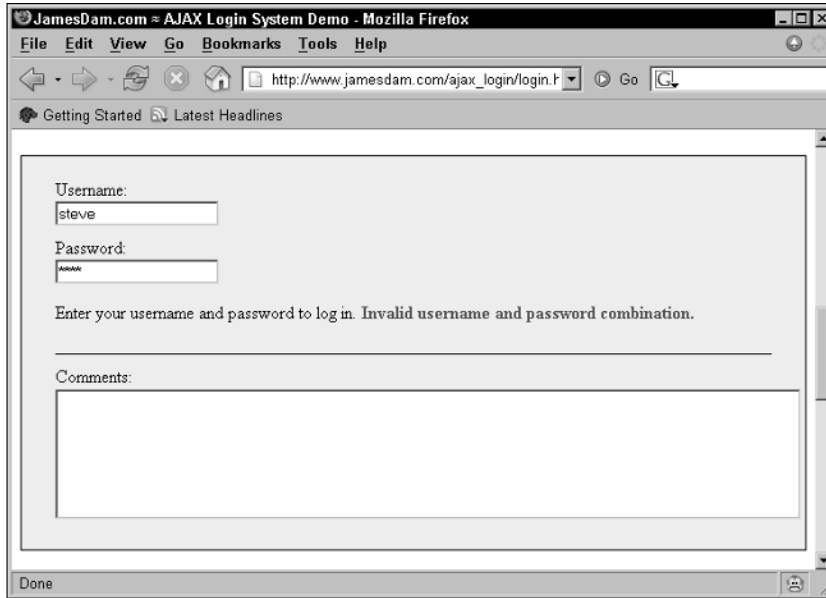 JamesDam.com ≈ AJAX Login System Demo - Mozilla Firefox
File Edit View Go Bookmarks Tools Help
http://www.jamesdam.com/ajax_login/login.h Go G
Getting Started Latest Headlines
Username:
steve
Password:
*****
Enter your username and password to log in. Invalid username and password combination.
Comments:
Done